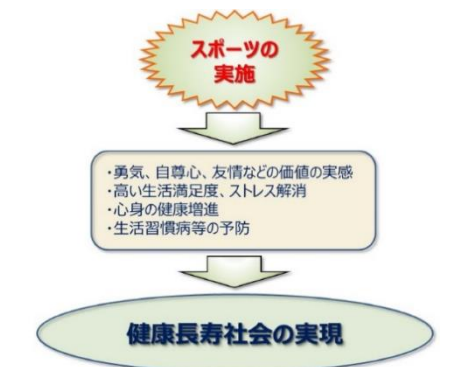 スポーツの
実施
・勇気、自尊心、友情などの価値の実感
・高い生活満足度、ストレス解消
・心身の健康増進
・生活習慣病等の予防
健康長寿社会の実現